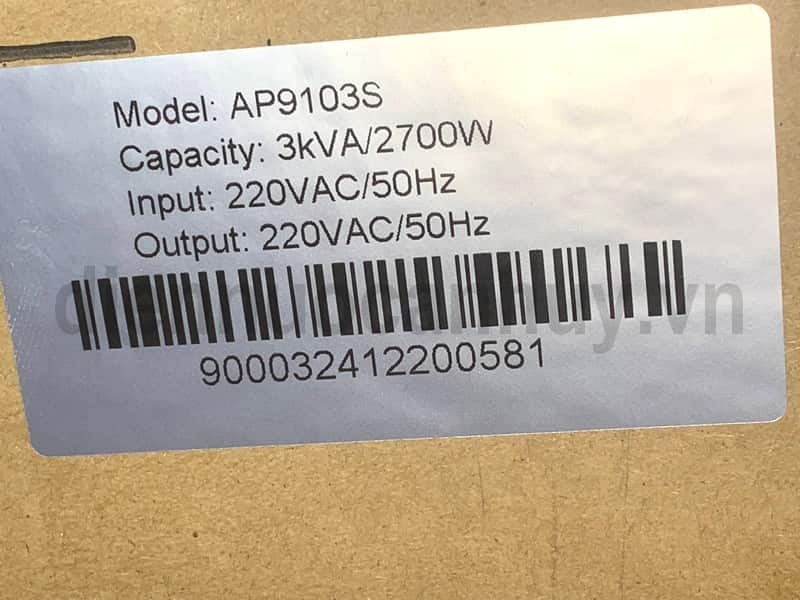 Model: AP9103S
Capacity: 3kVA/2700W
Input: 220VAC/50Hz
Output: 220VAC/50Hz
900032412200581